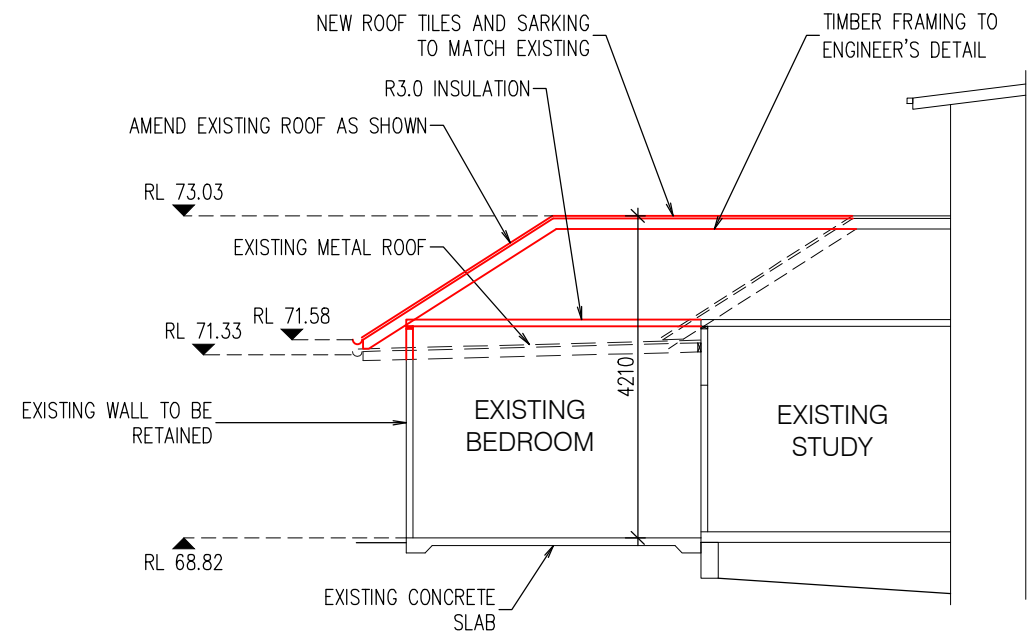 NEW ROOF TILES AND SARKING
TO MATCH EXISTING
TIMBER FRAMING TO
ENGINEER'S DETAIL
R3.0 INSULATION
AMEND EXISTING ROOF AS SHOWN
RL 73.03
EXISTING METAL ROOF
RL 71.58
RL 71.33
4210
EXISTING WALL TO BE
RETAINED
EXISTING
BEDROOM
EXISTING
STUDY
RL 68.82
EXISTING CONCRETE
SLAB